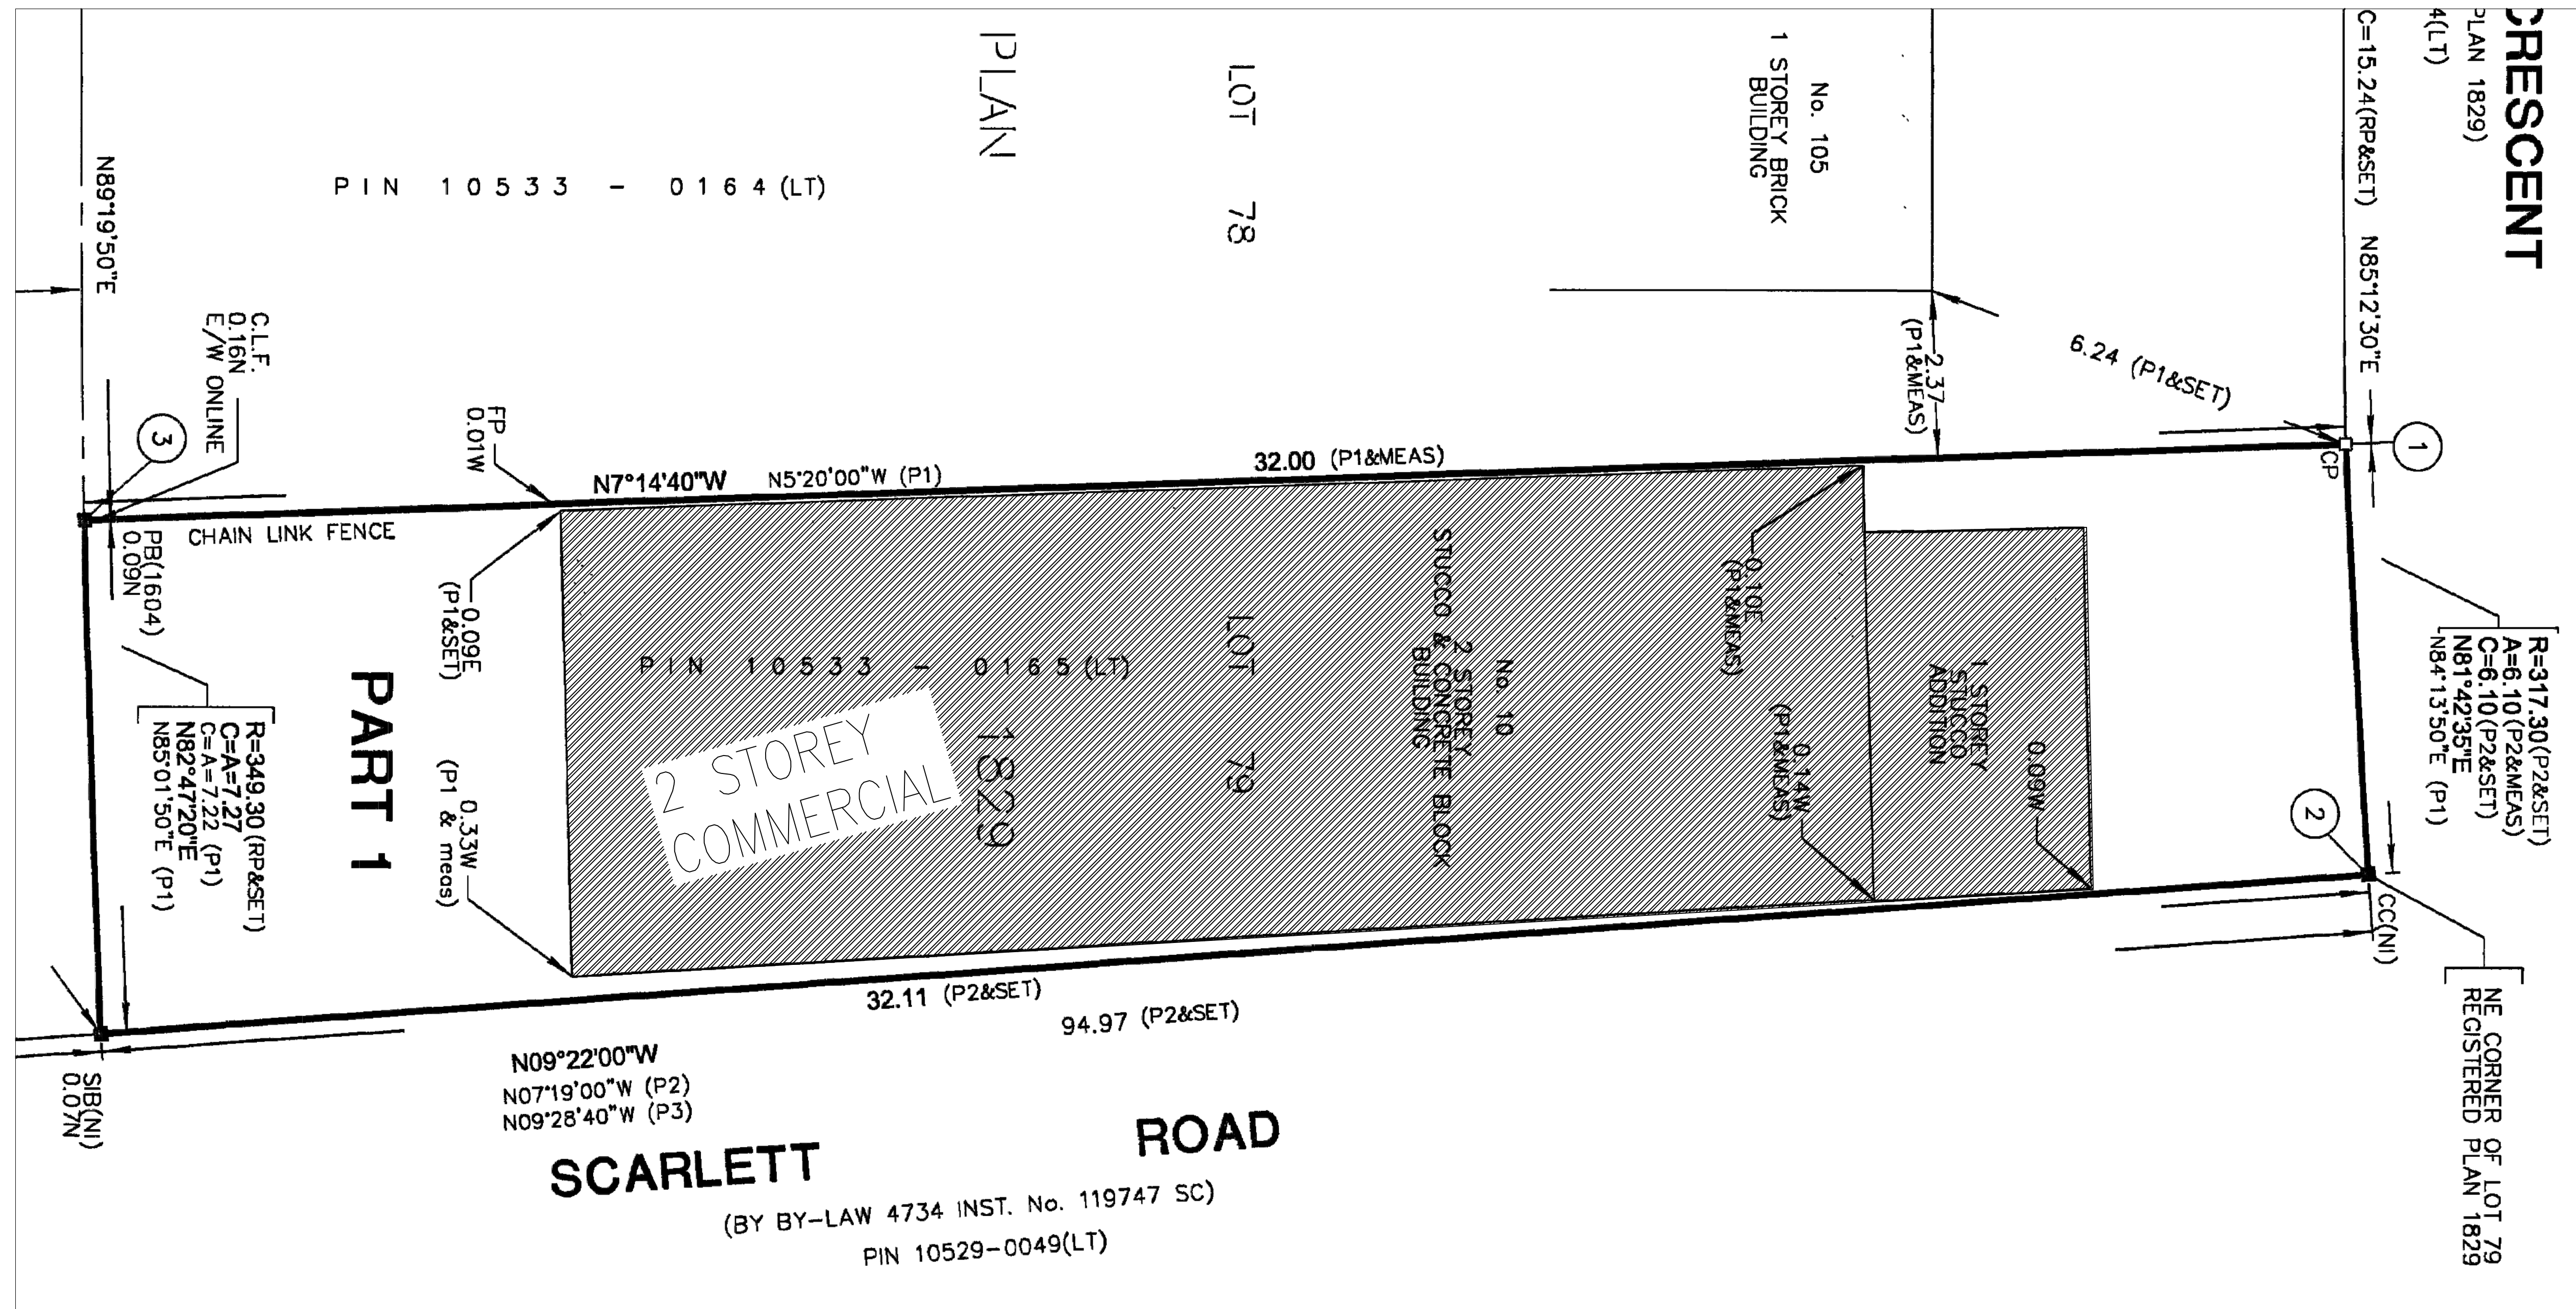 CRESCENT
PLAN 1829)
4(LT)
C=15.24(RP&SET) N85°12'30"E
No. 105
1 STOREY BRICK
BUILDING
LOT 78
PLAN
PIN 10533 - 0164(LT)
N89°19'50"E
C.L.F.
0.16N
E/W ONLINE
3
FP
0.01W
2.37
(P1&MEAS)
6.24 (P1&SET)
1
CP
N7°14'40"W N5°20'00"W (P1)
32.00 (P1&MEAS)
CHAIN LINK FENCE
PB(1604)
0.09N
0.09E
(P1&SET)
0.10E
(P1&MEAS)
R=317.30(P2&SET)
A=6.10(P2&MEAS)
C=6.10(P2&SET)
N81°42'35"E
N84°13'50"E (P1)
R=349.30(RP&SET)
C=A=7.27
C=A=7.22 (P1)
N82°47'20"E
N85°01'50"E (P1)
PART 1
PIN 10533 - 0165(LT)
LOT 79
No. 10
2 STOREY
STUCCO & CONCRETE BLOCK
BUILDING
1 STOREY
STUCCO
ADDITION
2 STOREY
COMMERCIAL
1829
0.33W
(P1 & meas)
0.14W
(P1&MEAS)
0.09W
2
CC(NI)
NE CORNER OF LOT 79
REGISTERED PLAN 1829
32.11 (P2&SET)
94.97 (P2&SET)
N09°22'00"W
N07°19'00"W (P2)
N09°28'40"W (P3)
SIB(NI)
0.07N
SCARLETT ROAD
(BY BY-LAW 4734 INST. No. 119747 SC)
PIN 10529-0049(LT)